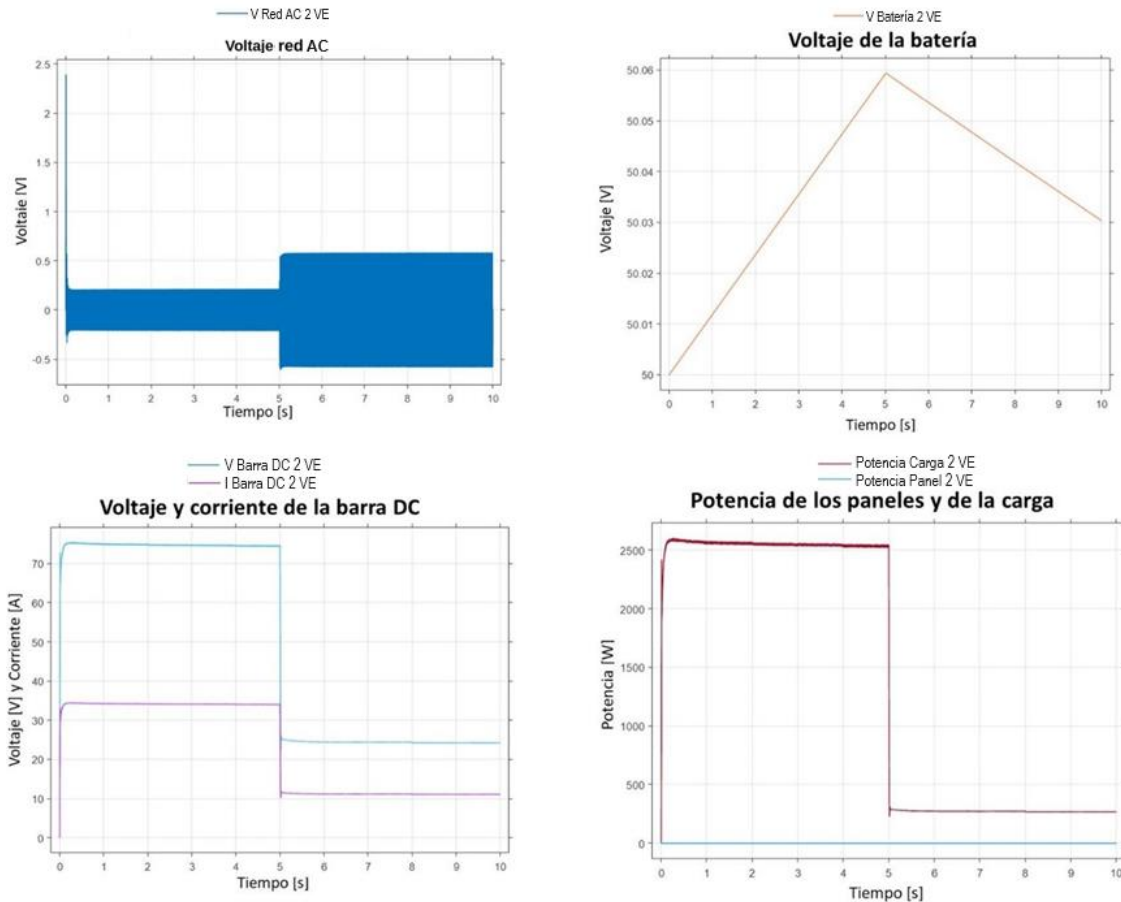 V Red AC 2 VE
Voltaje red AC
2.5
2
1.5
1
0.5
0
-0.5
Voltaje [V]
0 1 2 3 4 5 6 7 8 9 10
Tiempo [s]
V Batería 2 VE
Voltaje de la batería
50.06
50.05
50.04
50.03
50.02
50.01
50
Voltaje [V]
0 1 2 3 4 5 6 7 8 9 10
Tiempo [s]
V Barra DC 2 VE
I Barra DC 2 VE
Voltaje y corriente de la barra DC
70
60
50
40
30
20
10
0
Voltaje [V] y Corriente [A]
0 1 2 3 4 5 6 7 8 9 10
Tiempo [s]
Potencia Carga 2 VE
Potencia Panel 2 VE
Potencia de los paneles y de la carga
2500
2000
1500
1000
500
0
Potencia [W]
0 1 2 3 4 5 6 7 8 9 10
Tiempo [s]